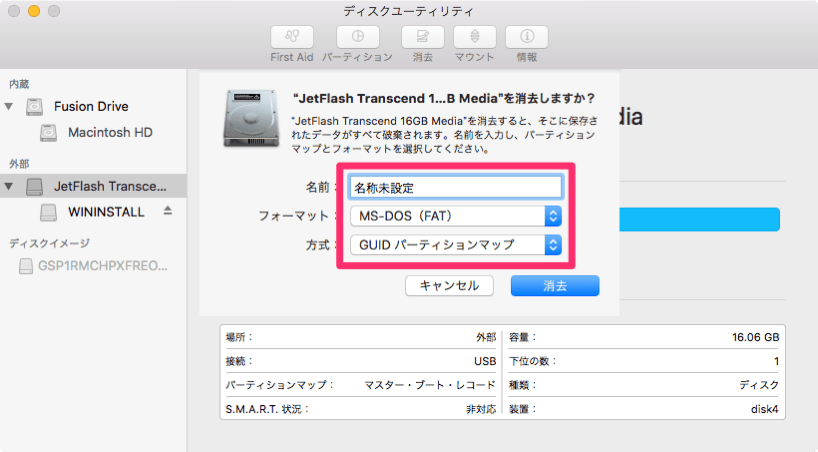 ディスクユーティリティ
First Aid パーティション 消去 マウント 情報
内蔵
Fusion Drive
Macintosh HD
外部
JetFlash Transce...
WININSTALL
ディスクイメージ
GSP1RMCHPXFREO...
"JetFlash Transcend 1...B Media"を消去しますか？
"JetFlash Transcend 16GB Media"を消去すると、そこに保存さ
れたデータがすべて破棄されます。名前を入力し、パーティション
マップとフォーマットを選択してください。
名前： 名称未設定
フォーマット： MS-DOS（FAT）
方式： GUID パーティションマップ
キャンセル 消去
dia
場所： 外部
接続： USB
パーティションマップ： マスター・ブート・レコード
S.M.A.R.T. 状況： 非対応
容量： 16.06 GB
下位の数： 1
種類： ディスク
装置： disk4